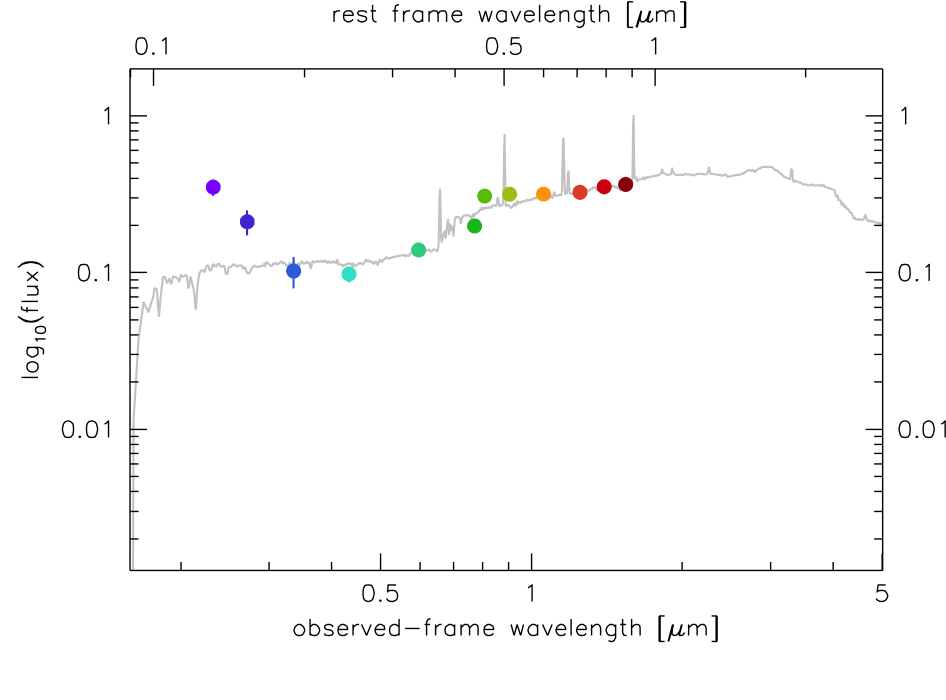 rest frame wavelength [μm]
0.1 0.5 1
1 1
0.1 0.1
0.01 0.01
log10(flux)
0.5 1 5
observed-frame wavelength [μm]